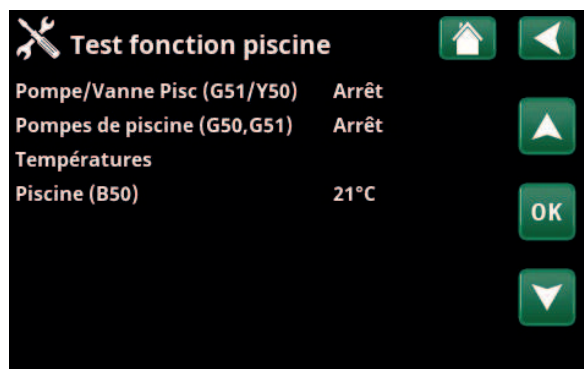 Test fonction piscine
Pompe/Vanne Pisc (G51/Y50) Arrêt
Pompes de piscine (G50,G51) Arrêt
Températures
Piscine (B50) 21°C
OK